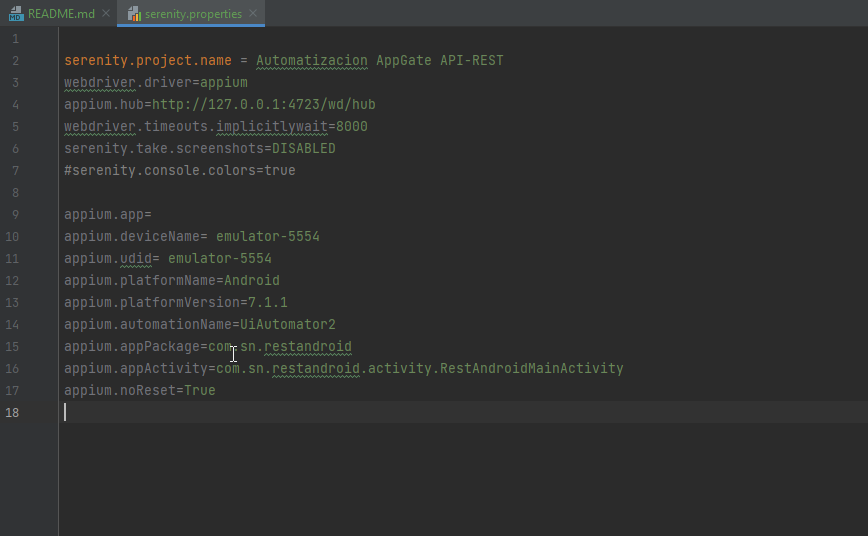 README.md
serenity.properties
1
2 serenity.project.name = Automatizacion AppGate API-REST
3 webdriver.driver=appium
4 appium.hub=http://127.0.0.1:4723/wd/hub
5 webdriver.timeouts.implicitlywait=8000
6 serenity.take.screenshots=DISABLED
7 #serenity.console.colors=true
8
9 appium.app=
10 appium.deviceName= emulator-5554
11 appium.udid= emulator-5554
12 appium.platformName=Android
13 appium.platformVersion=7.1.1
14 appium.automationName=UiAutomator2
15 appium.appPackage=com.sn.restandroid
16 appium.appActivity=com.sn.restandroid.activity.RestAndroidMainActivity
17 appium.noReset=True
18